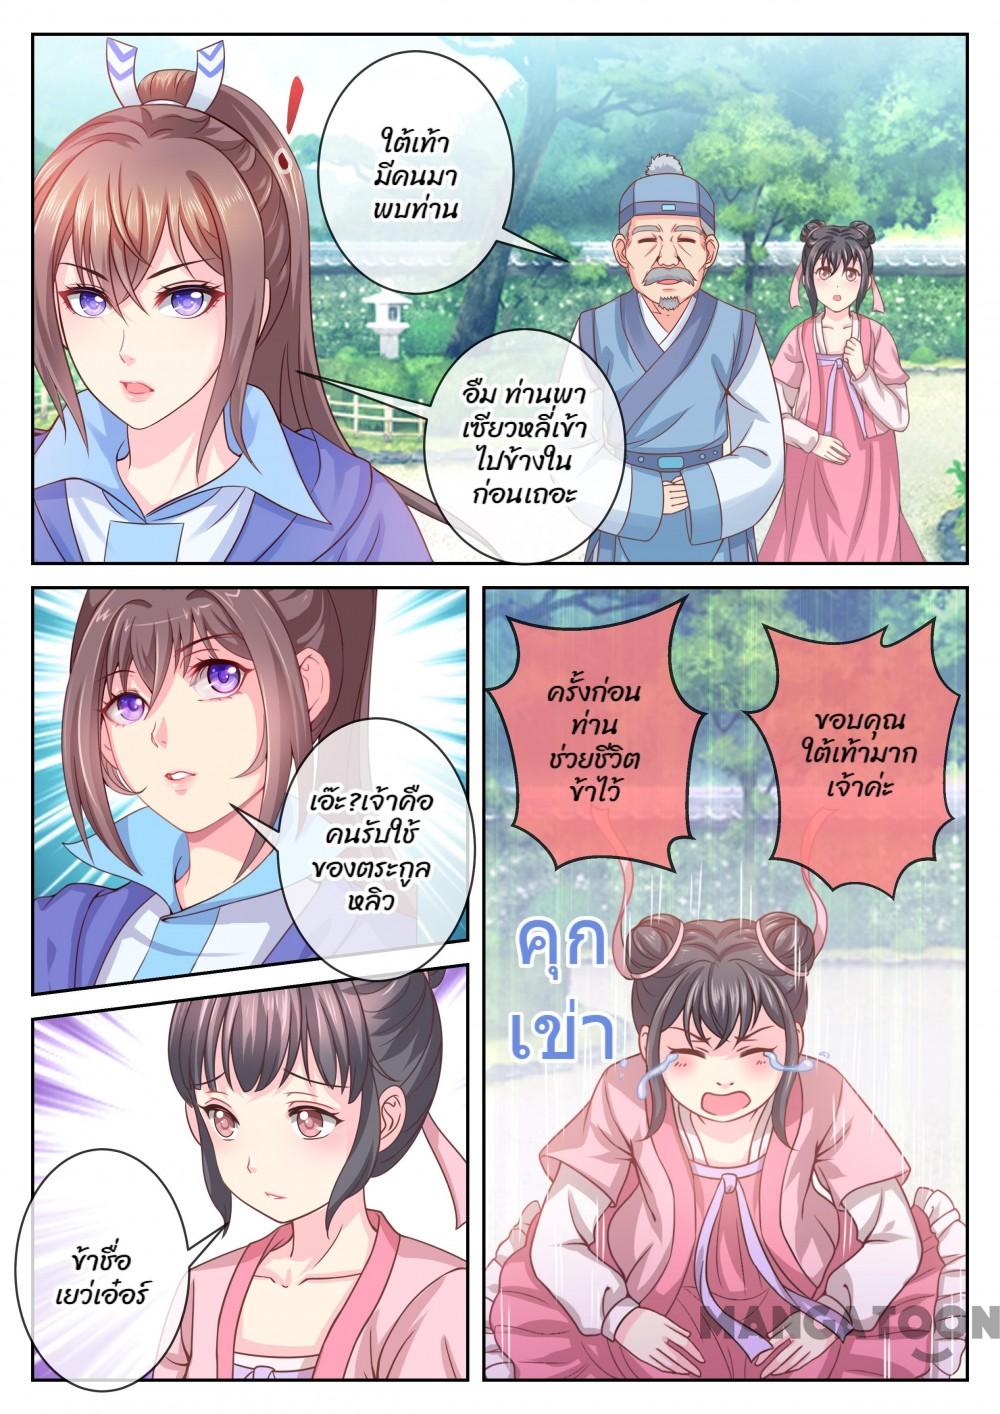 ใต้เท้า
มีคนมา
พบท่าน
อืม ท่านพา
เซียวหลี่เข้า
ไปข้างใน
ก่อนเถอะ
เอ๊ะ?เจ้าคือ
คนรับใช้
ของตระกูล
หลิว
ข้าชื่อ
เยว่เอ๋อร์
ครั้งก่อน
ท่าน
ช่วยชีวิต
ข้าไว้
ขอบคุณ
ใต้เท้ามาก
เจ้าค่ะ
คุก
เข่า
MANGATOON